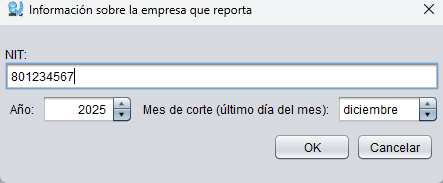 Información sobre la empresa que reporta
NIT:
801234567
Año: 2025 Mes de corte (último día del mes): diciembre
OK Cancelar